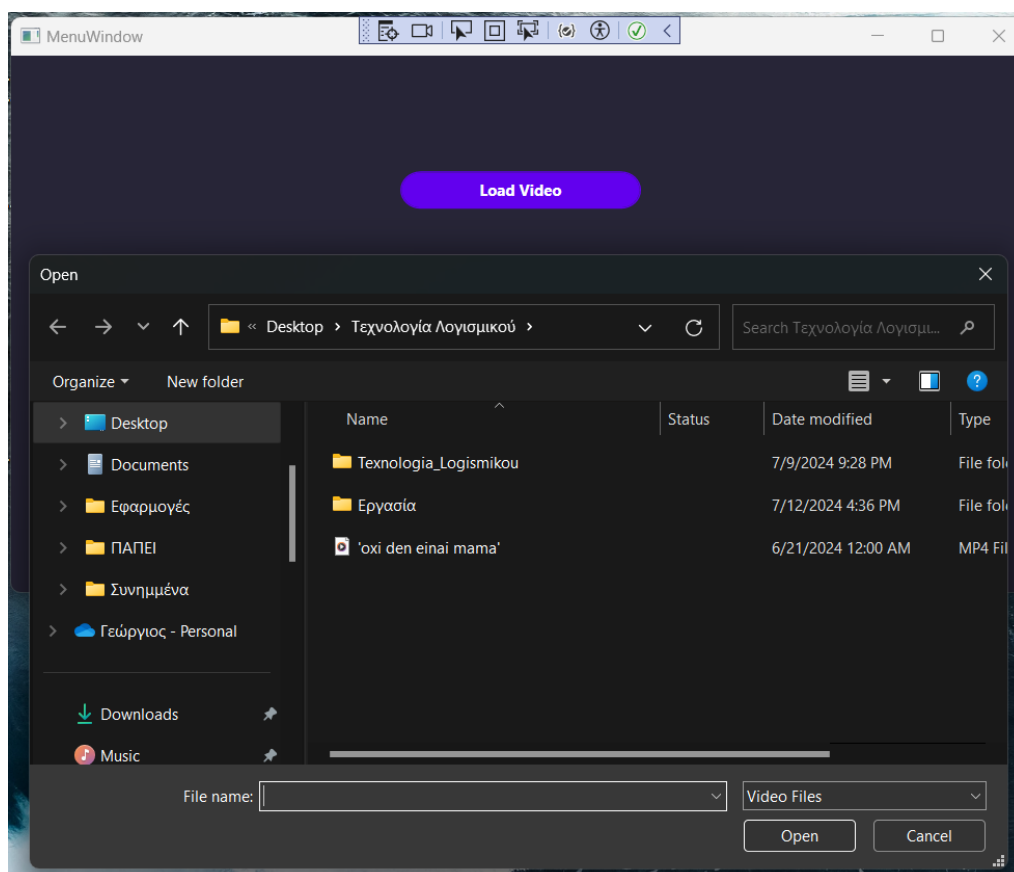 MenuWindow
Load Video
Open
« Desktop > Τεχνολογία Λογισμικού >
Search Τεχνολογία Λογισμι...
Organize
New folder
Name
Status
Date modified
Type
Desktop
Documents
Εφαρμογές
ΠΑΠΕΙ
Συνημμένα
Γεώργιος - Personal
Downloads
Music
Texnologia_Logismikou
7/9/2024 9:28 PM
File fol
Εργασία
7/12/2024 4:36 PM
File fol
'oxi den einai mama'
6/21/2024 12:00 AM
MP4 Fil
File name:
Video Files
Open
Cancel